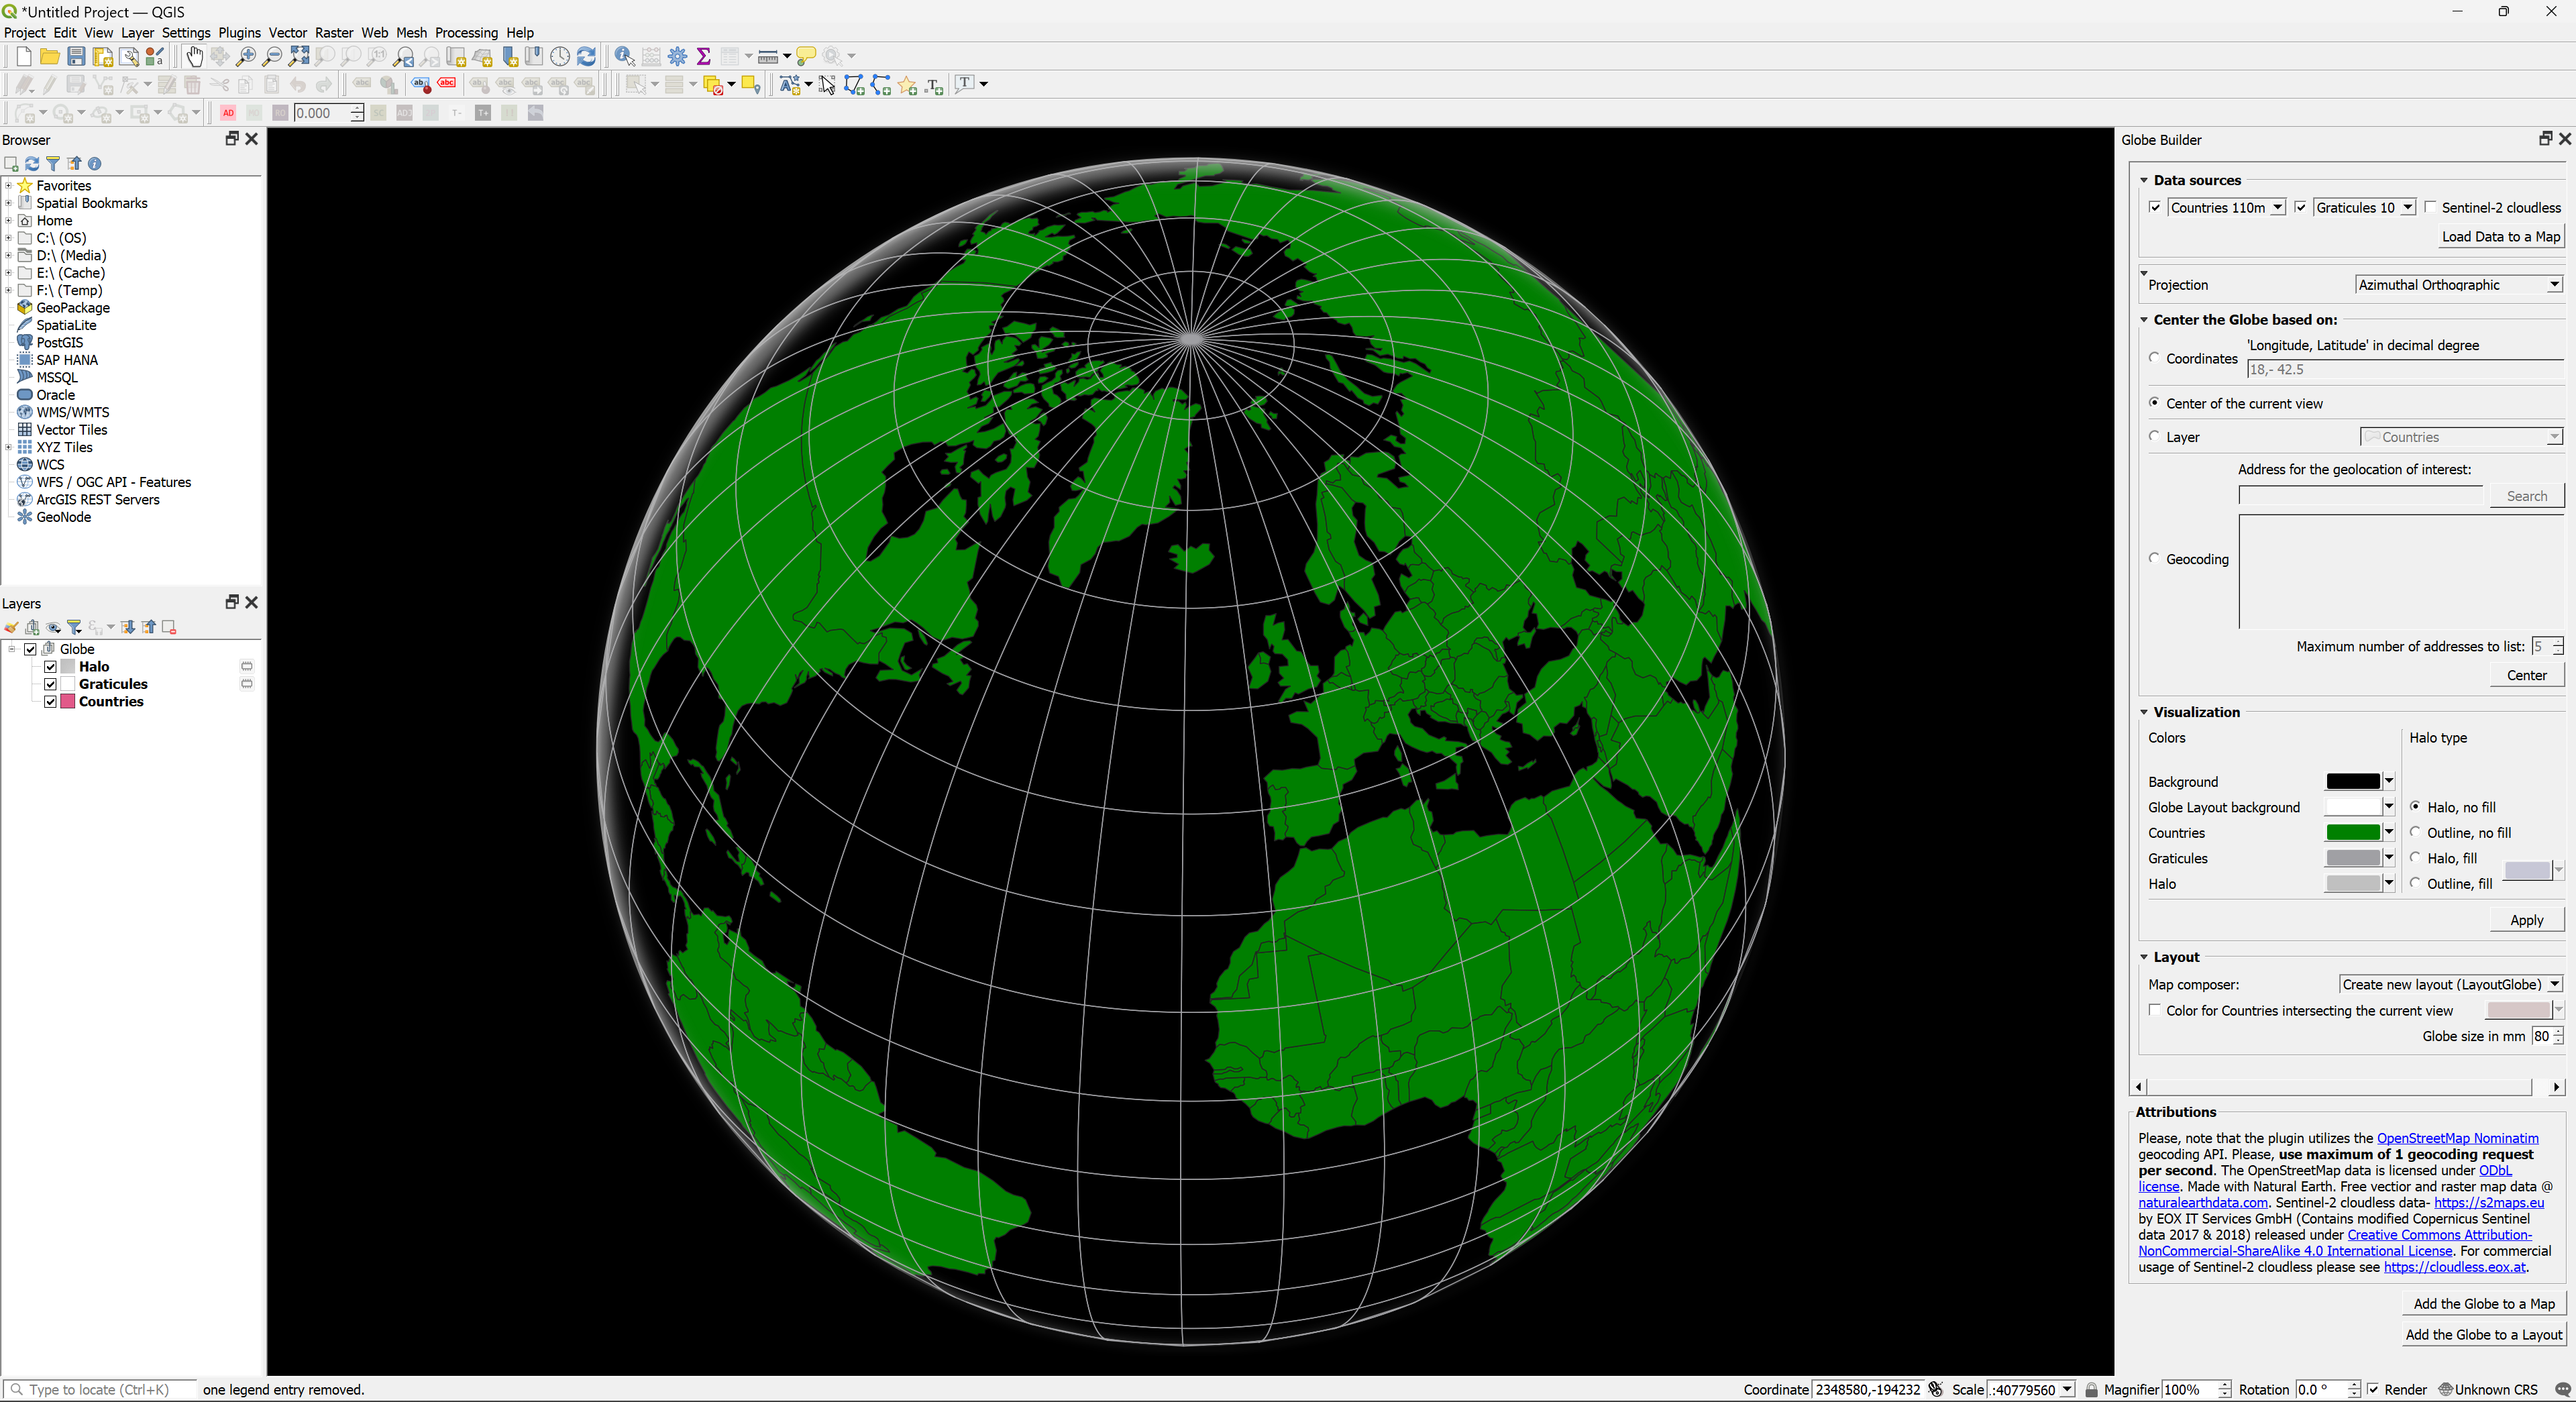 *Untitled Project — QGIS
Project Edit View Layer Settings Plugins Vector Raster Web Mesh Processing Help
0.000
Browser
Favorites
Spatial Bookmarks
Home
C:\ (OS)
D:\ (Media)
E:\ (Cache)
F:\ (Temp)
GeoPackage
SpatiaLite
PostGIS
SAP HANA
MSSQL
Oracle
WMS/WMTS
Vector Tiles
XYZ Tiles
WCS
WFS / OGC API - Features
ArcGIS REST Servers
GeoNode
Layers
Globe
Halo
Graticules
Countries
Globe Builder
Data sources
Countries 110m Graticules 10 Sentinel-2 cloudless
Load Data to a Map
Projection Azimuthal Orthographic
Center the Globe based on:
'Longitude, Latitude' in decimal degree
Coordinates
18,- 42.5
Center of the current view
Layer Countries
Address for the geolocation of interest:
Search
Geocoding
Maximum number of addresses to list: 5
Center
Visualization
Colors Halo type
Background
Globe Layout background Halo, no fill
Countries Outline, no fill
Graticules Halo, fill
Halo Outline, fill
Apply
Layout
Map composer: Create new layout (LayoutGlobe)
Color for Countries intersecting the current view
Globe size in mm 80
Attributions
Please, note that the plugin utilizes the OpenStreetMap Nominatim
geocoding API. Please, use maximum of 1 geocoding request
per second. The OpenStreetMap data is licensed under ODbL
license. Made with Natural Earth. Free vectior and raster map data @
naturalearthdata.com. Sentinel-2 cloudless data- https://s2maps.eu
by EOX IT Services GmbH (Contains modified Copernicus Sentinel
data 2017 & 2018) released under Creative Commons Attribution-
NonCommercial-ShareAlike 4.0 International License. For commercial
usage of Sentinel-2 cloudless please see https://cloudless.eox.at.
Add the Globe to a Map
Add the Globe to a Layout
Type to locate (Ctrl+K) one legend entry removed. Coordinate 2348580,-194232 Scale .:40779560 Magnifier 100% Rotation 0.0 ° Render Unknown CRS